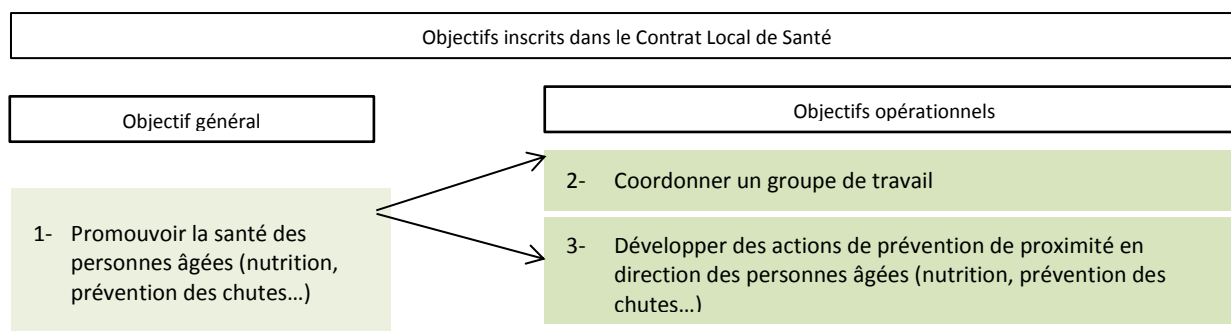 Objectifs inscrits dans le Contrat Local de Santé
Objectif général
Objectifs opérationnels
1- Promouvoir la santé des
personnes âgées (nutrition,
prévention des chutes…)
2- Coordonner un groupe de travail
3- Développer des actions de prévention de proximité en
direction des personnes âgées (nutrition, prévention des
chutes…)